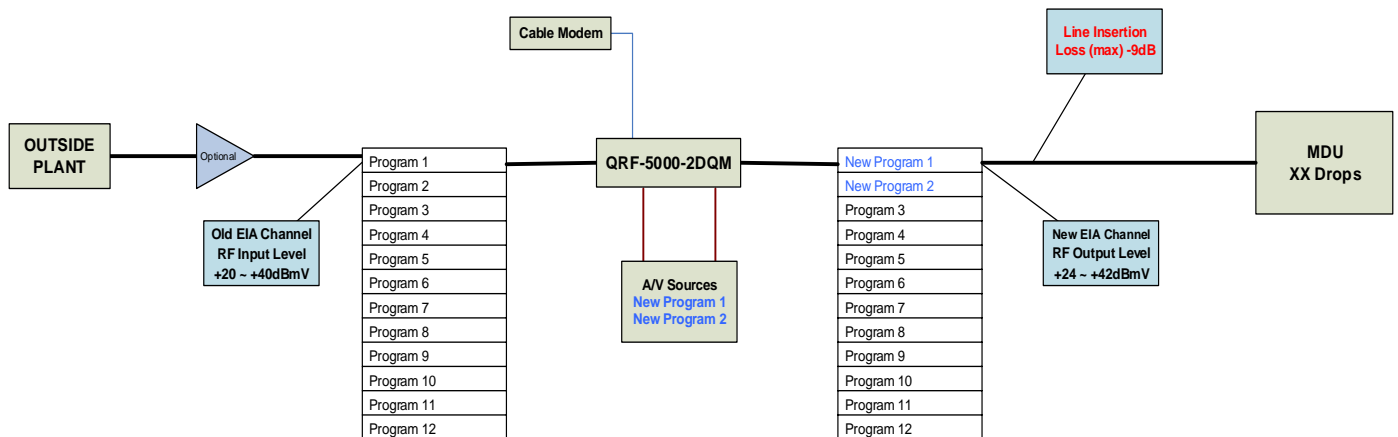 Cable Modem
Line Insertion
Loss (max) -9dB
OUTSIDE
PLANT
Optional
Program 1
Program 2
Program 3
Program 4
Program 5
Program 6
Program 7
Program 8
Program 9
Program 10
Program 11
Program 12
Old EIA Channel
RF Input Level
+20 ~ +40dBmV
QRF-5000-2DQM
A/V Sources
New Program 1
New Program 2
New Program 1
New Program 2
Program 3
Program 4
Program 5
Program 6
Program 7
Program 8
Program 9
Program 10
Program 11
Program 12
New EIA Channel
RF Output Level
+24 ~ +42dBmV
MDU
XX Drops